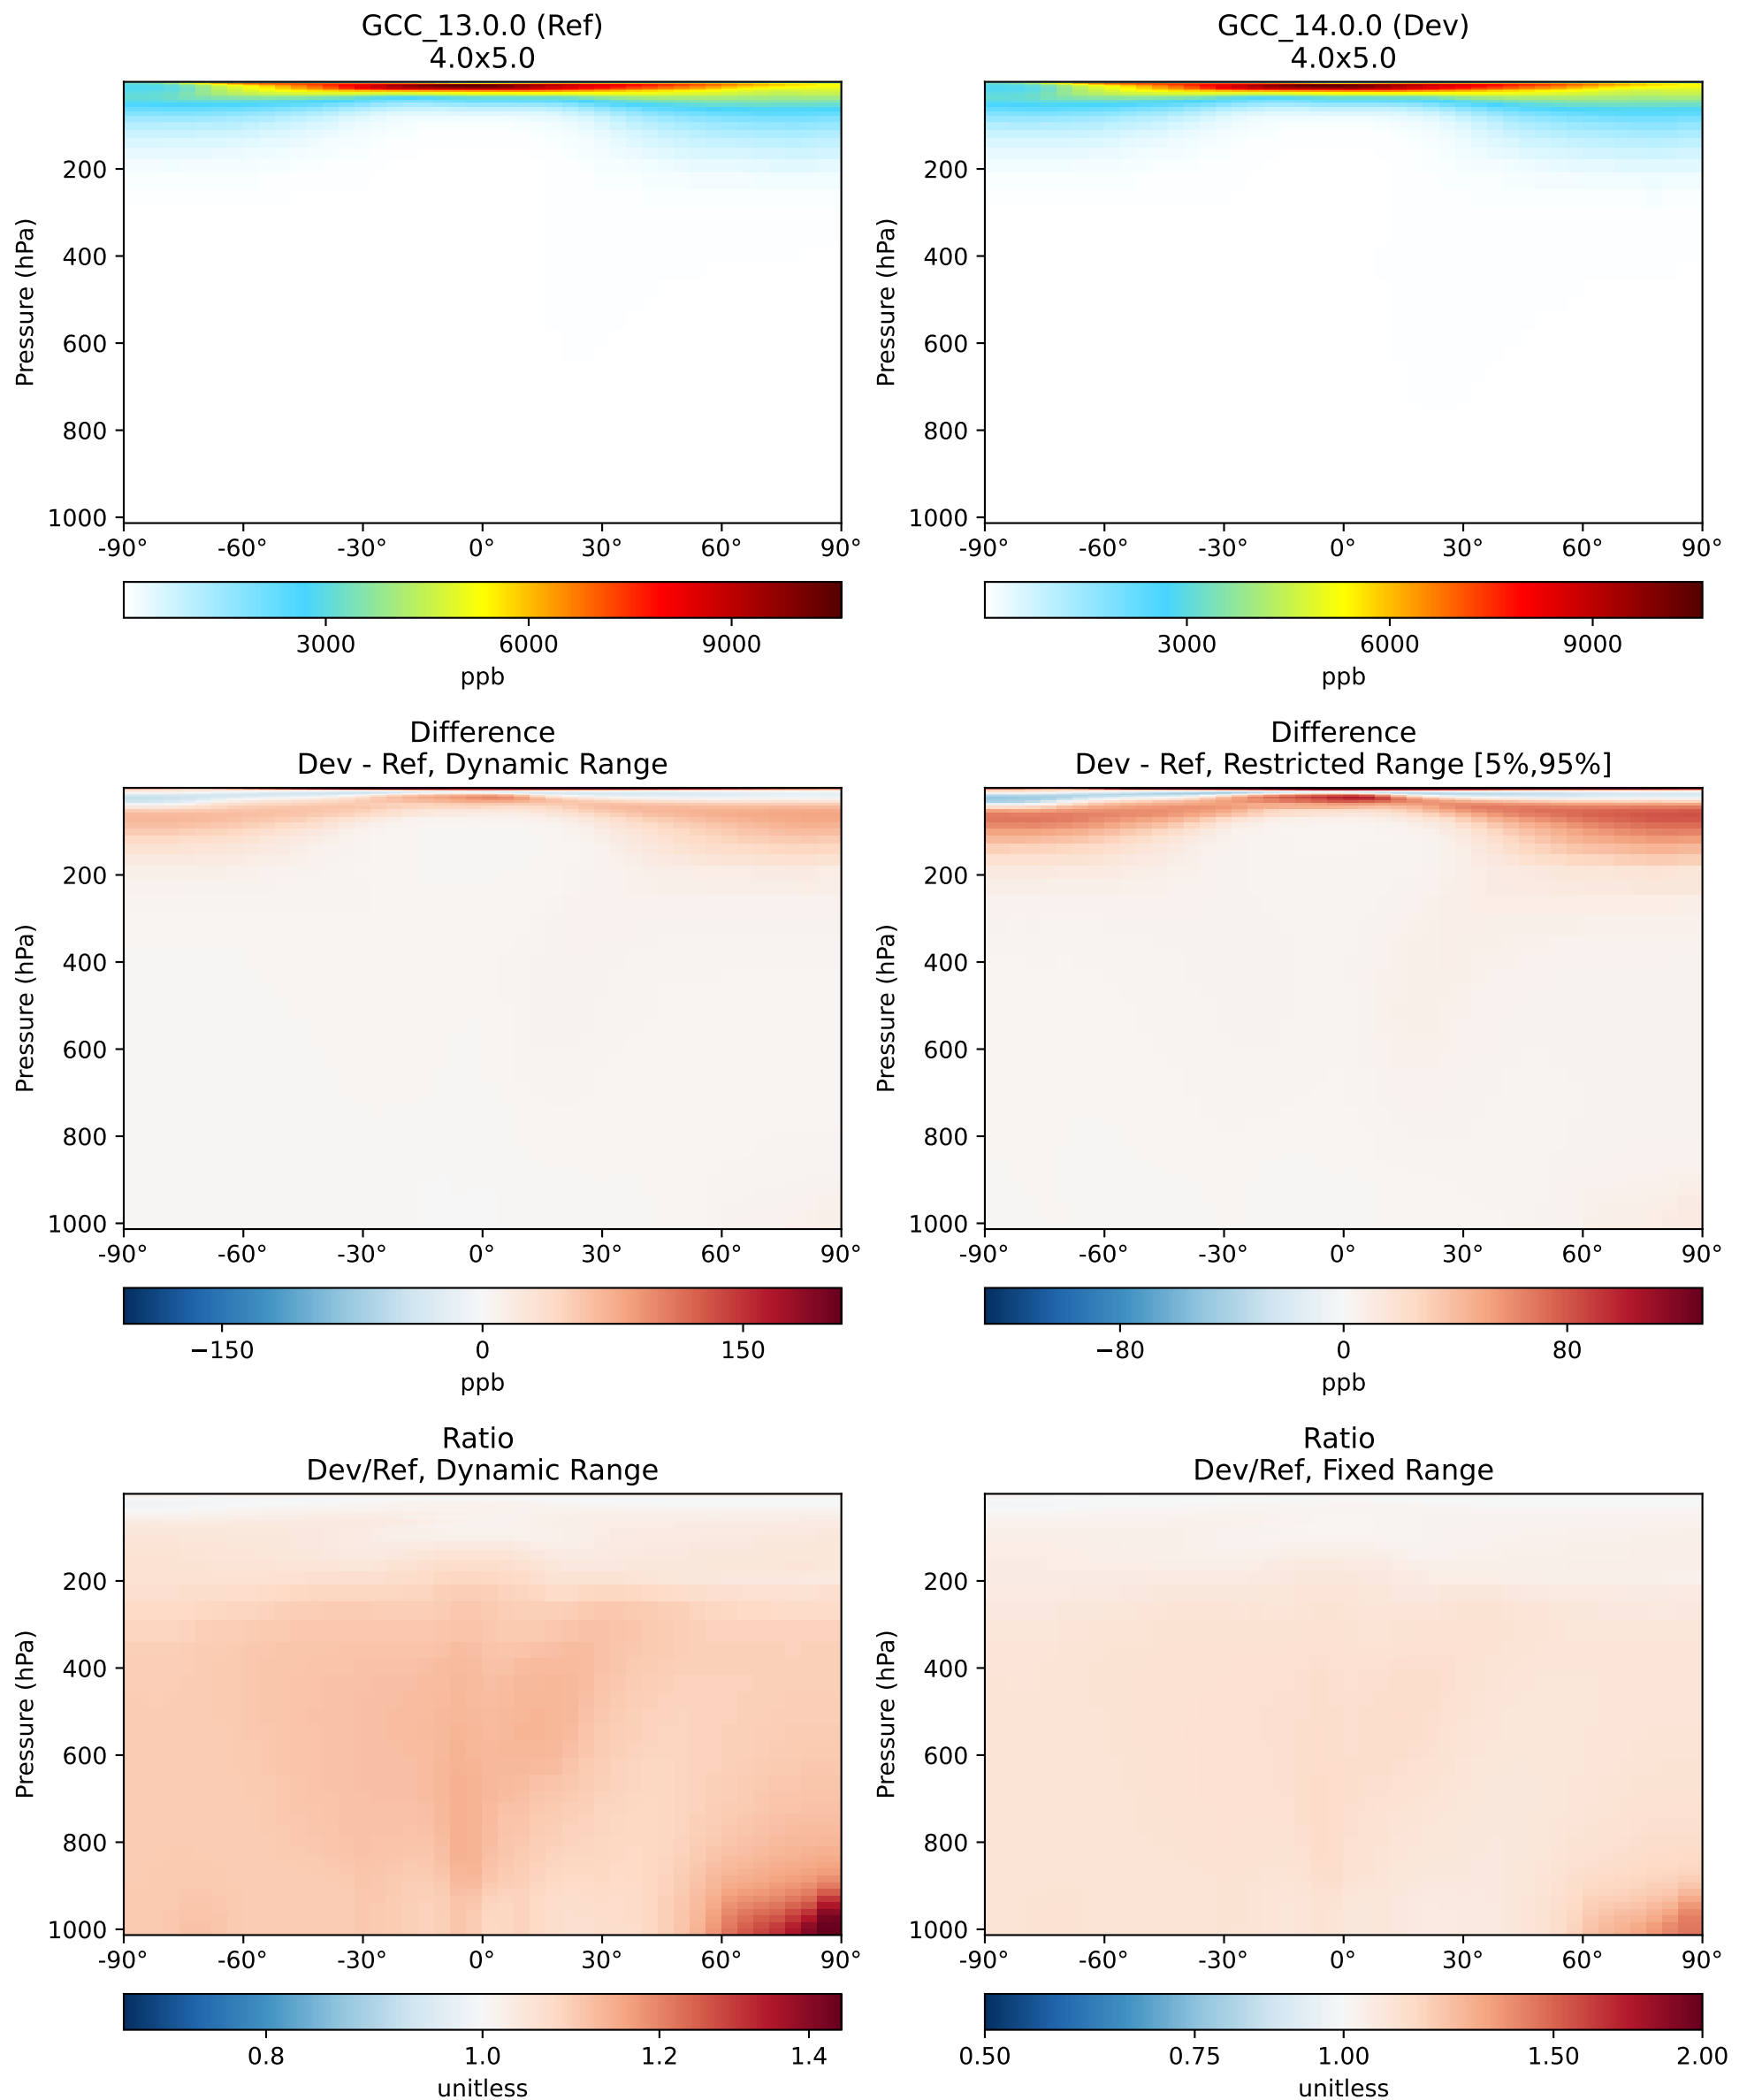 GCC_13.0.0 (Ref)
4.0x5.0
Pressure (hPa)
200
400
600
800
1000
-90° -60° -30° 0° 30° 60° 90°
3000 6000 9000
ppb
GCC_14.0.0 (Dev)
4.0x5.0
Pressure (hPa)
200
400
600
800
1000
-90° -60° -30° 0° 30° 60° 90°
3000 6000 9000
ppb
Difference
Dev - Ref, Dynamic Range
Pressure (hPa)
200
400
600
800
1000
-90° -60° -30° 0° 30° 60° 90°
−150 0 150
ppb
Difference
Dev - Ref, Restricted Range [5%,95%]
Pressure (hPa)
200
400
600
800
1000
-90° -60° -30° 0° 30° 60° 90°
−80 0 80
ppb
Ratio
Dev/Ref, Dynamic Range
Pressure (hPa)
200
400
600
800
1000
-90° -60° -30° 0° 30° 60° 90°
0.8 1.0 1.2 1.4
unitless
Ratio
Dev/Ref, Fixed Range
Pressure (hPa)
200
400
600
800
1000
-90° -60° -30° 0° 30° 60° 90°
0.50 0.75 1.00 1.50 2.00
unitless